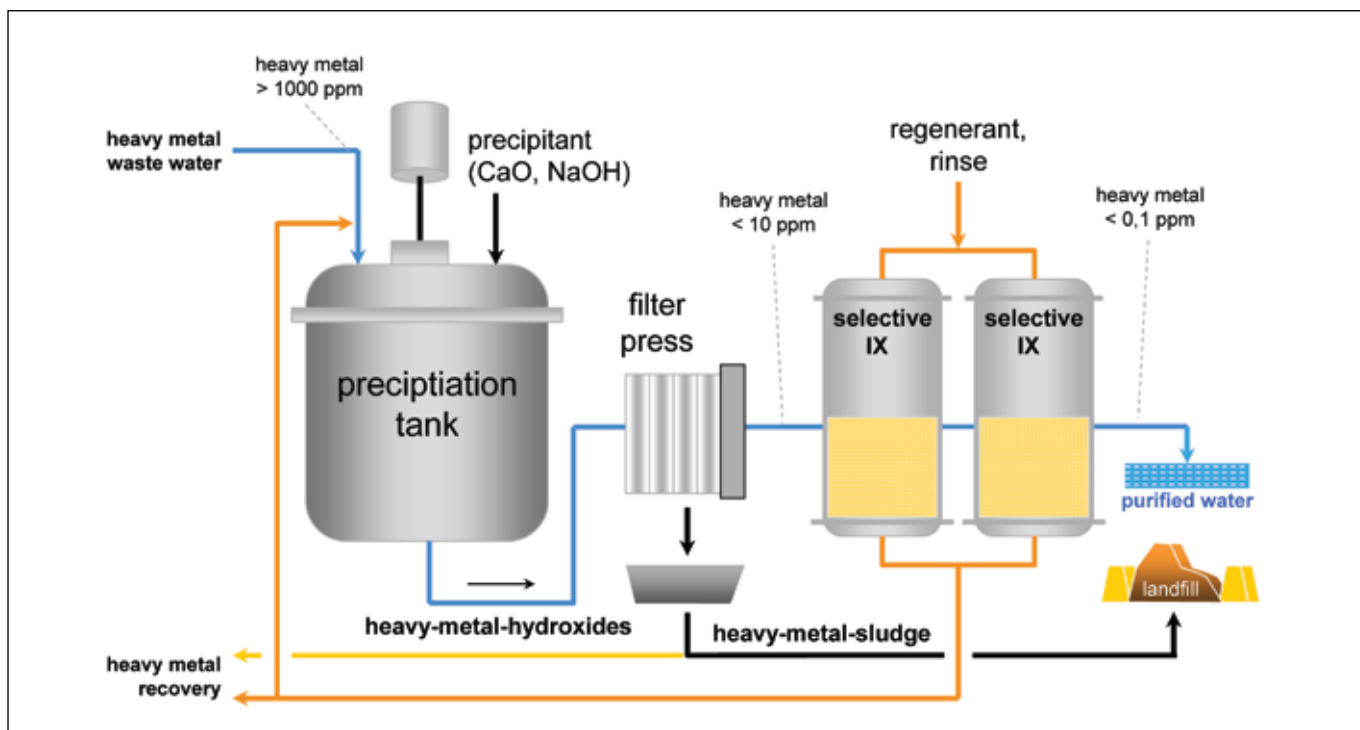 heavy metal
> 1000 ppm
heavy metal
waste water
precipitant
(CaO, NaOH)
regenerant,
rinse
heavy metal
< 10 ppm
heavy metal
< 0,1 ppm
filter
press
selective
IX
selective
IX
preciptiation
tank
purified water
landfill
heavy-metal-hydroxides
heavy-metal-sludge
heavy metal
recovery